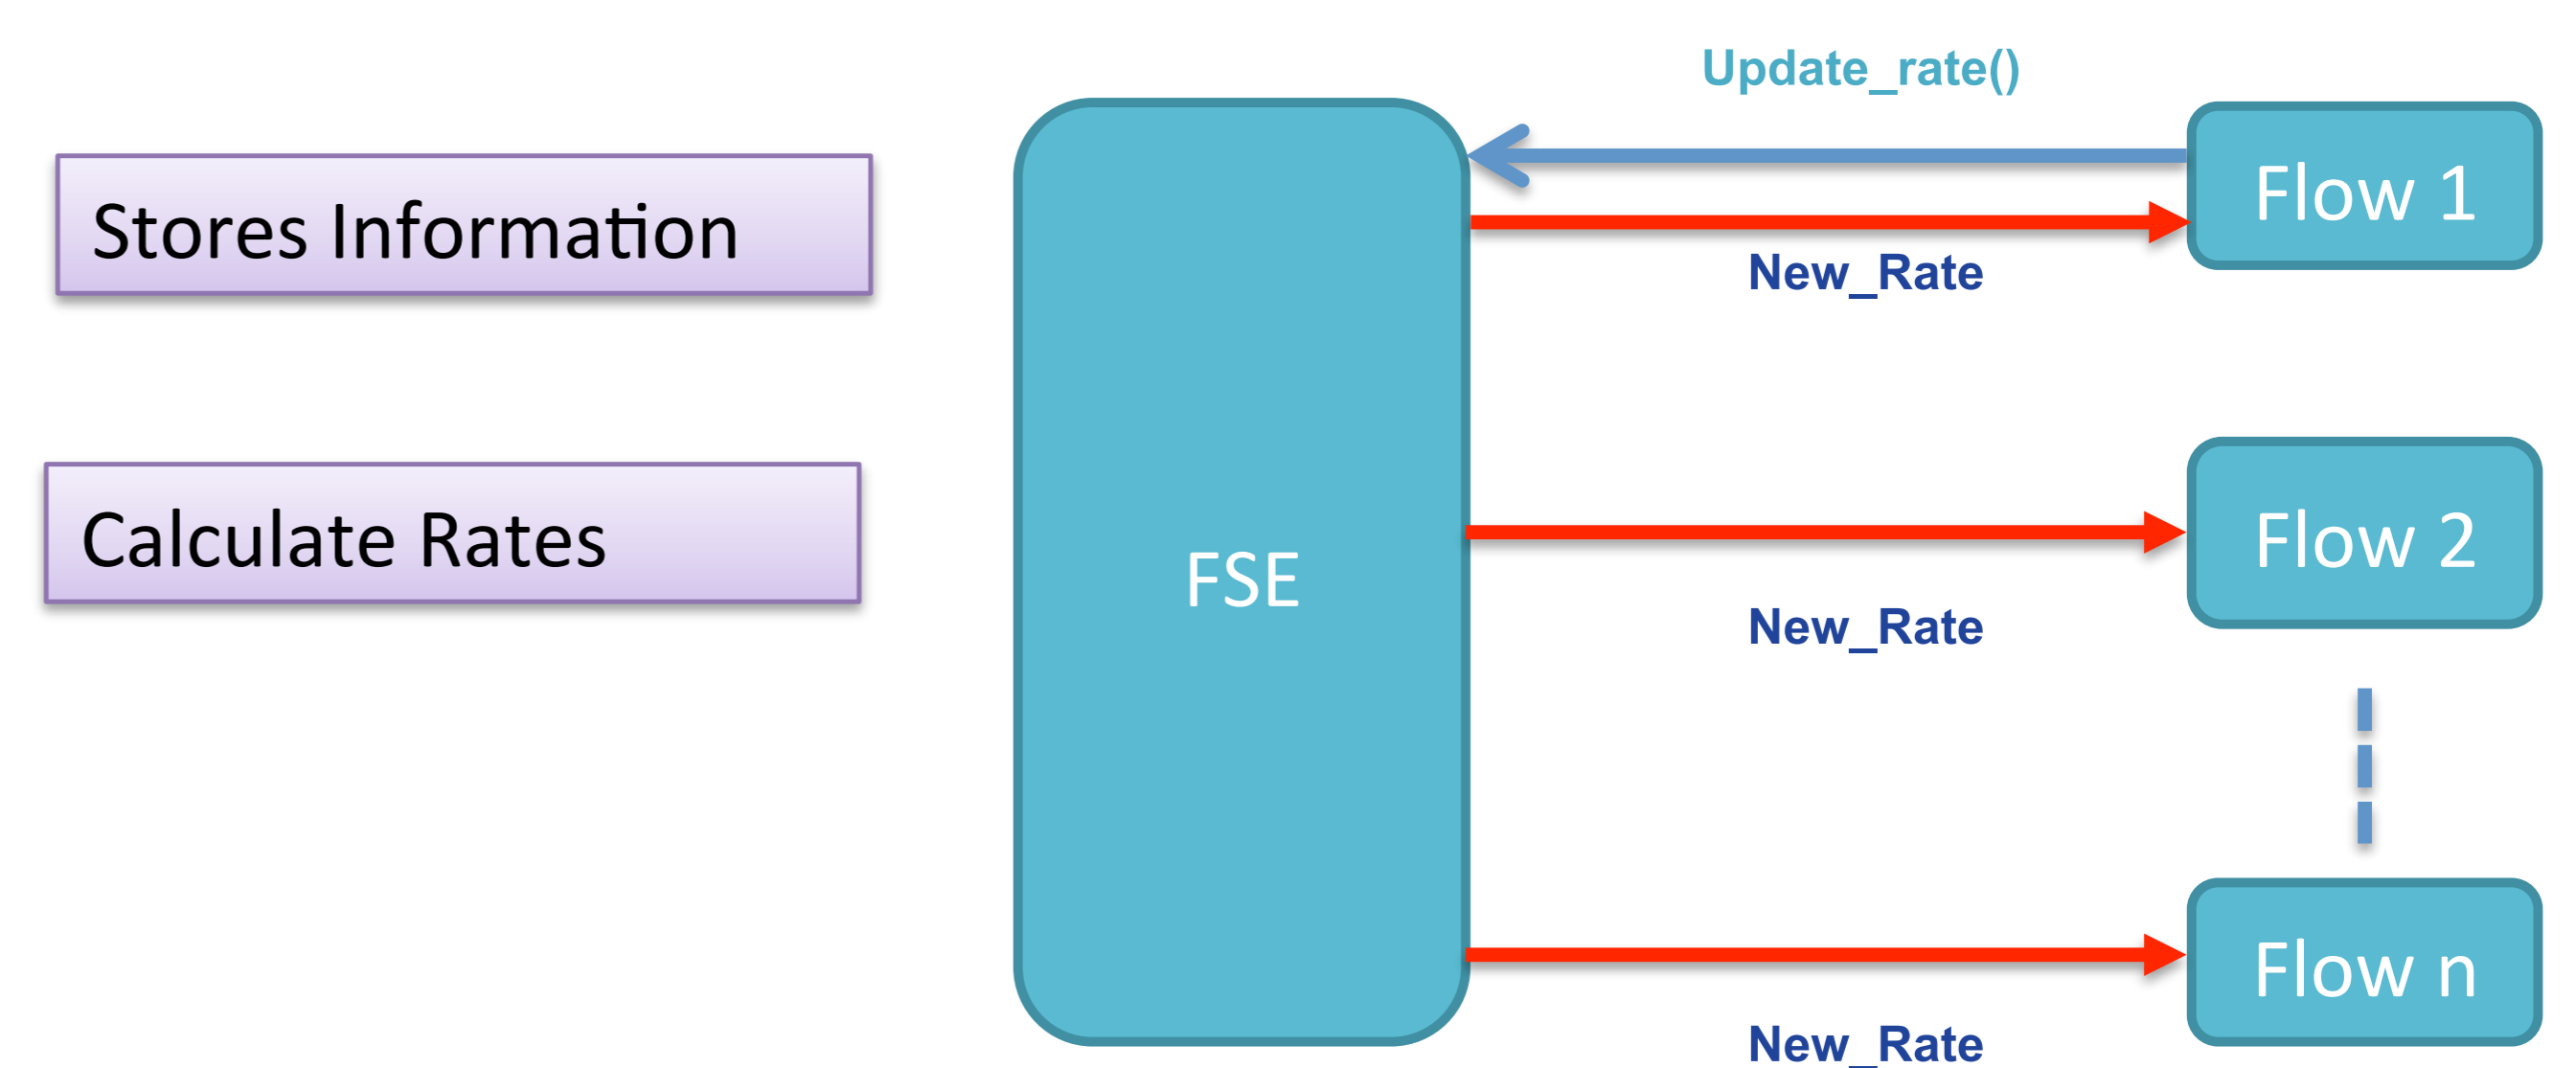 Update_rate()
Stores Information
Flow 1
New_Rate
Calculate Rates
FSE
Flow 2
New_Rate
Flow n
New_Rate